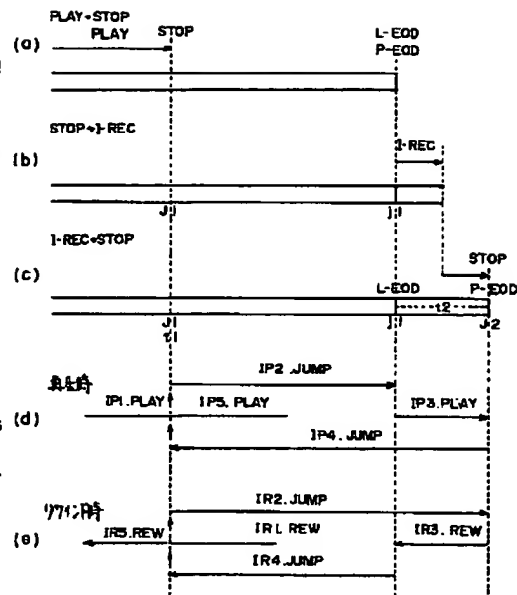 PLAY→STOP
PLAY STOP L-EOD
(a) P-EOD
STOP→I-REC
(b) I-REC
J1 I1
I-REC→STOP
(c) STOP
L-EOD P-EOD
t2
J1 I1 J2
t1
再生時 IP2.JUMP
IP1.PLAY IP5.PLAY IP3.PLAY
(d)
IP4.JUMP
リワイン時 IR2.JUMP
IR5.REW IR1.REW IR3.REW
(e)
IR4.JUMP